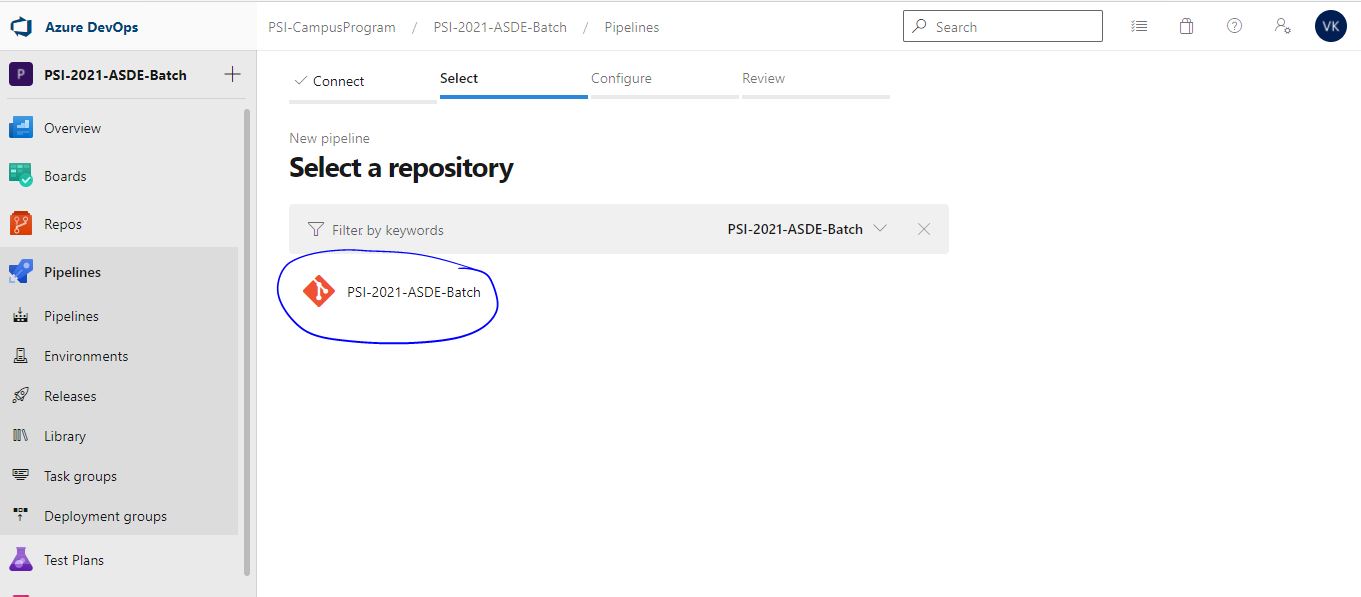 Azure DevOps
PSI-CampusProgram / PSI-2021-ASDE-Batch / Pipelines
Search
VK
P PSI-2021-ASDE-Batch
Overview
Boards
Repos
Pipelines
Pipelines
Environments
Releases
Library
Task groups
Deployment groups
Test Plans
Connect
Select
Configure
Review
New pipeline
Select a repository
Filter by keywords
PSI-2021-ASDE-Batch
PSI-2021-ASDE-Batch